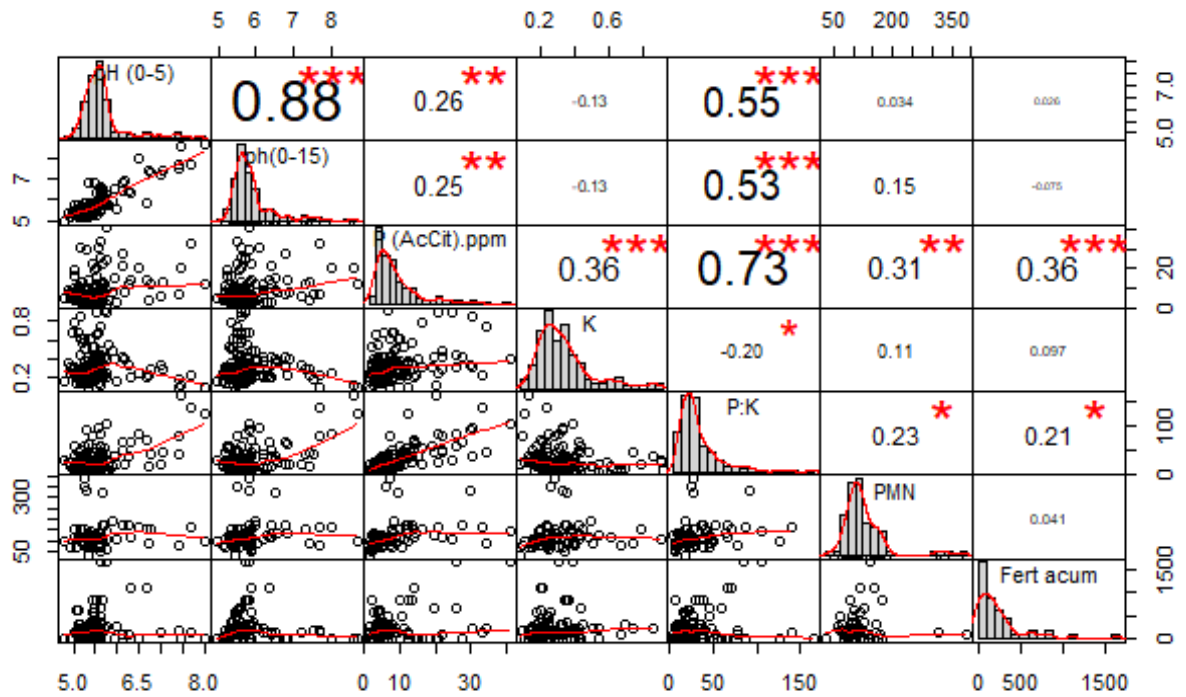 5 6 7 8 0.2 0.6 50 200 350
pH (0-5) 0.88 *** 0.26 ** -0.13 0.55 *** 0.034 0.026 5.0 7.0
5 7 ph(0-15) 0.25 ** -0.13 0.53 *** 0.15 -0.075
P (AcCit).ppm 0.36 *** 0.73 *** 0.31 ** 0.36 *** 0 20
0.2 0.8 K -0.20 * 0.11 0.097
P:K 0.23 * 0.21 * 0 100
50 300 PMN 0.041
Fert acum 0 1500
5.0 6.5 8.0 0 10 30 0 50 150 0 500 1500